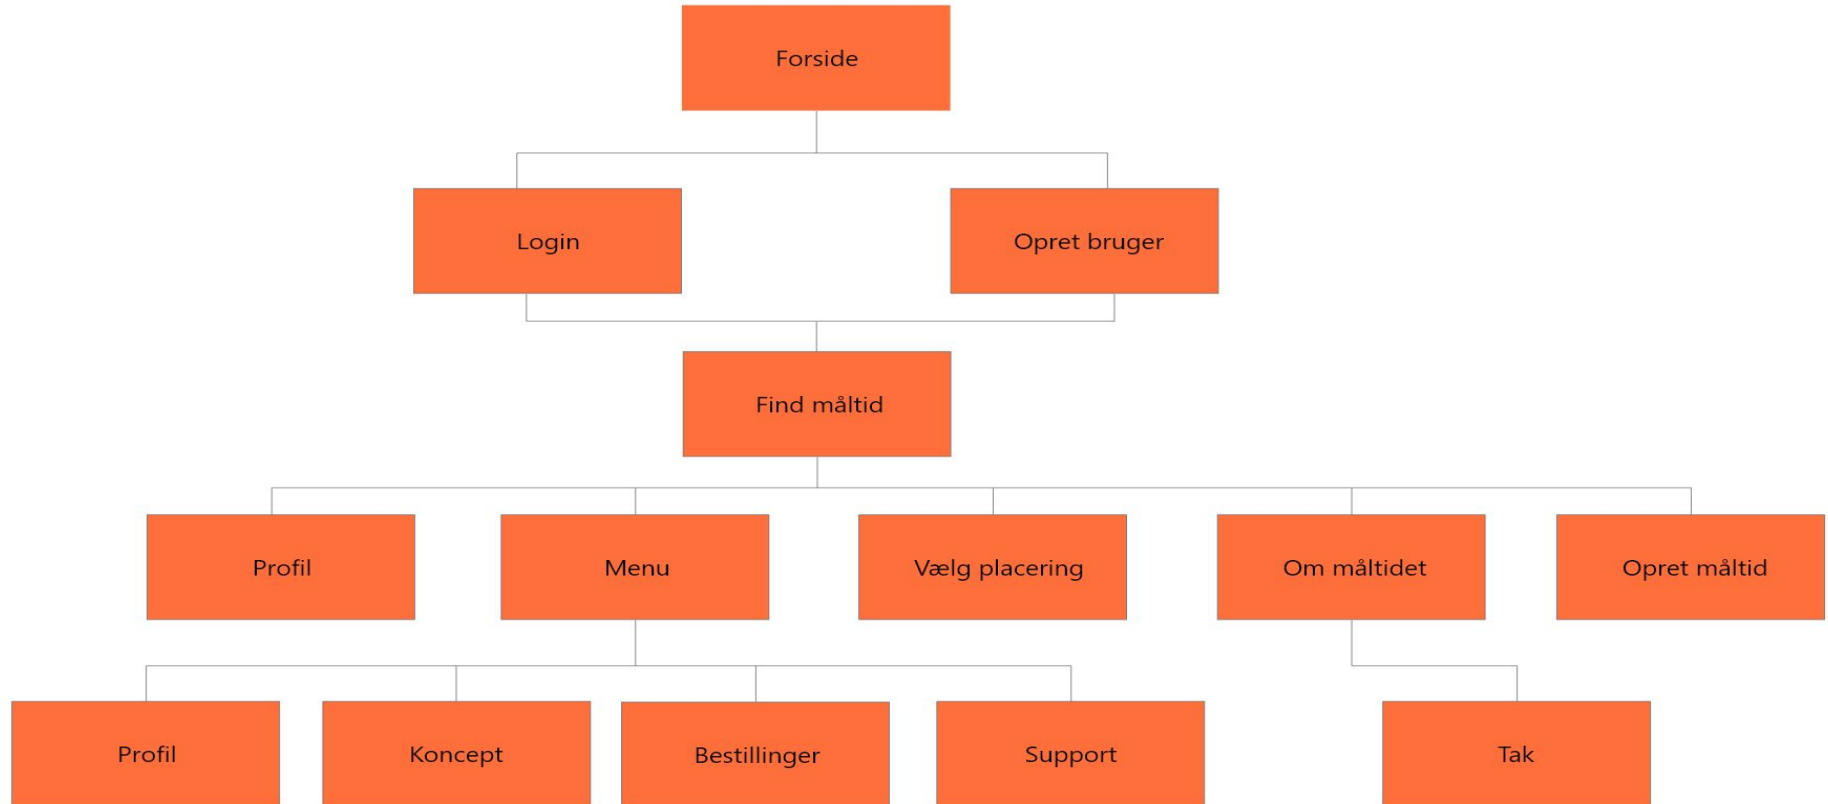 Forside
Login
Opret bruger
Find måltid
Profil
Menu
Vælg placering
Om måltidet
Opret måltid
Profil
Koncept
Bestillinger
Support
Tak